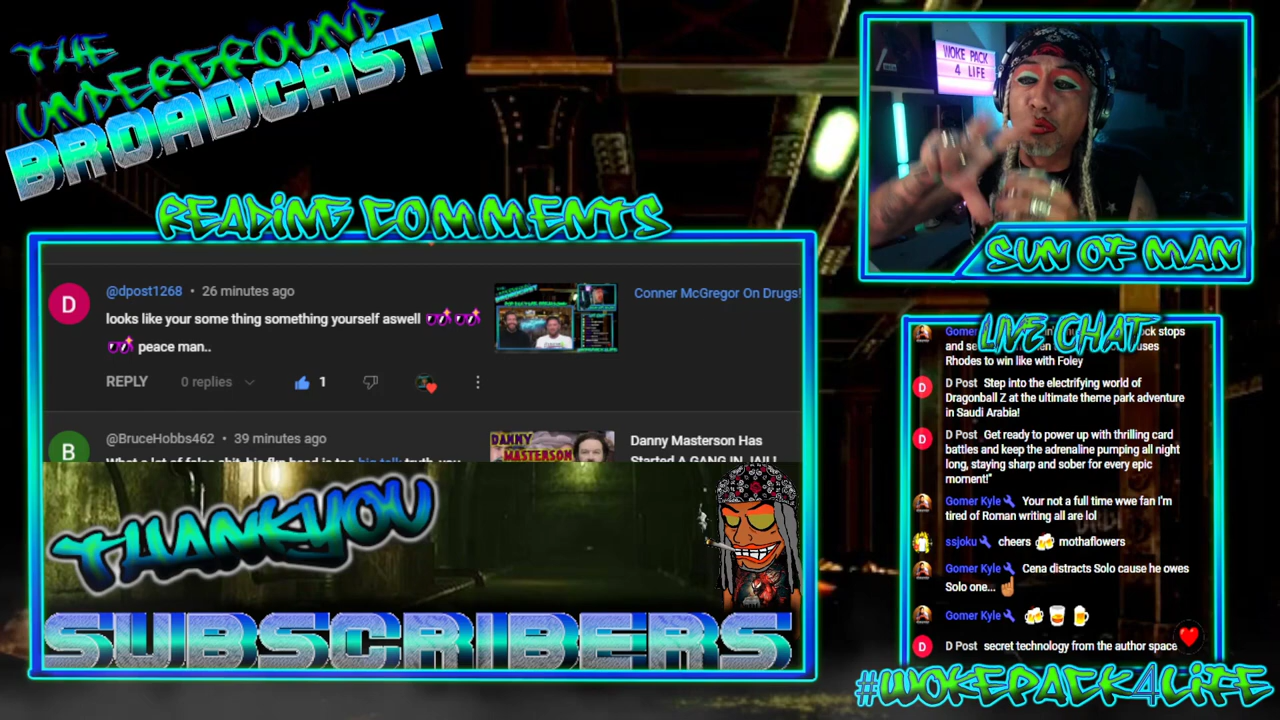 THE
UNDERGROUND
BROADCAST
READING COMMENTS
D
@dpost1268 • 26 minutes ago
looks like your some thing something yourself aswell
peace man..
Conner McGregor On Drugs!
REPLY 0 replies 1
B
@BruceHobbs462 • 39 minutes ago
DANNY
MASTERSON
Danny Masterson Has
Started A GANG IN JAIL!
THANKYOU
SUBSCRIBERS
WOKE PACK
4 LIFE
SUN OF MAN
LIVE CHAT
Rhodes to win like with Foley
D Post Step into the electrifying world of
Dragonball Z at the ultimate theme park adventure
in Saudi Arabia!
D Post Get ready to power up with thrilling card
battles and keep the adrenaline pumping all night
long, staying sharp and sober for every epic
moment!"
Gomer Kyle Your not a full time wwe fan I'm
tired of Roman writing all are lol
ssjoku cheers 🍻 mothaflowers
Gomer Kyle Cena distracts Solo cause he owes
Solo one... ☝🏽
Gomer Kyle 🍻 🥃 🍺
D Post secret technology from the author space
#WOKEPACK4LIFE